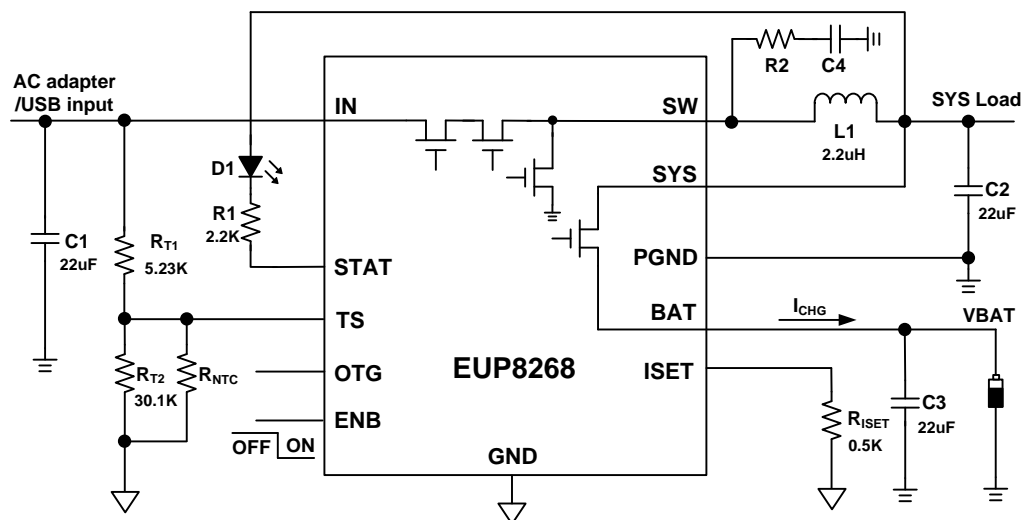 AC adapter
/USB input
IN
SW
R2
C4
SYS Load
L1
2.2uH
D1
SYS
R1
2.2K
C2
22uF
C1
22uF
RT1
5.23K
STAT
PGND
BAT
ICHG
VBAT
TS
EUP8268
ISET
RT2
30.1K
RNTC
OTG
C3
22uF
RISET
0.5K
ENB
OFF
ON
GND